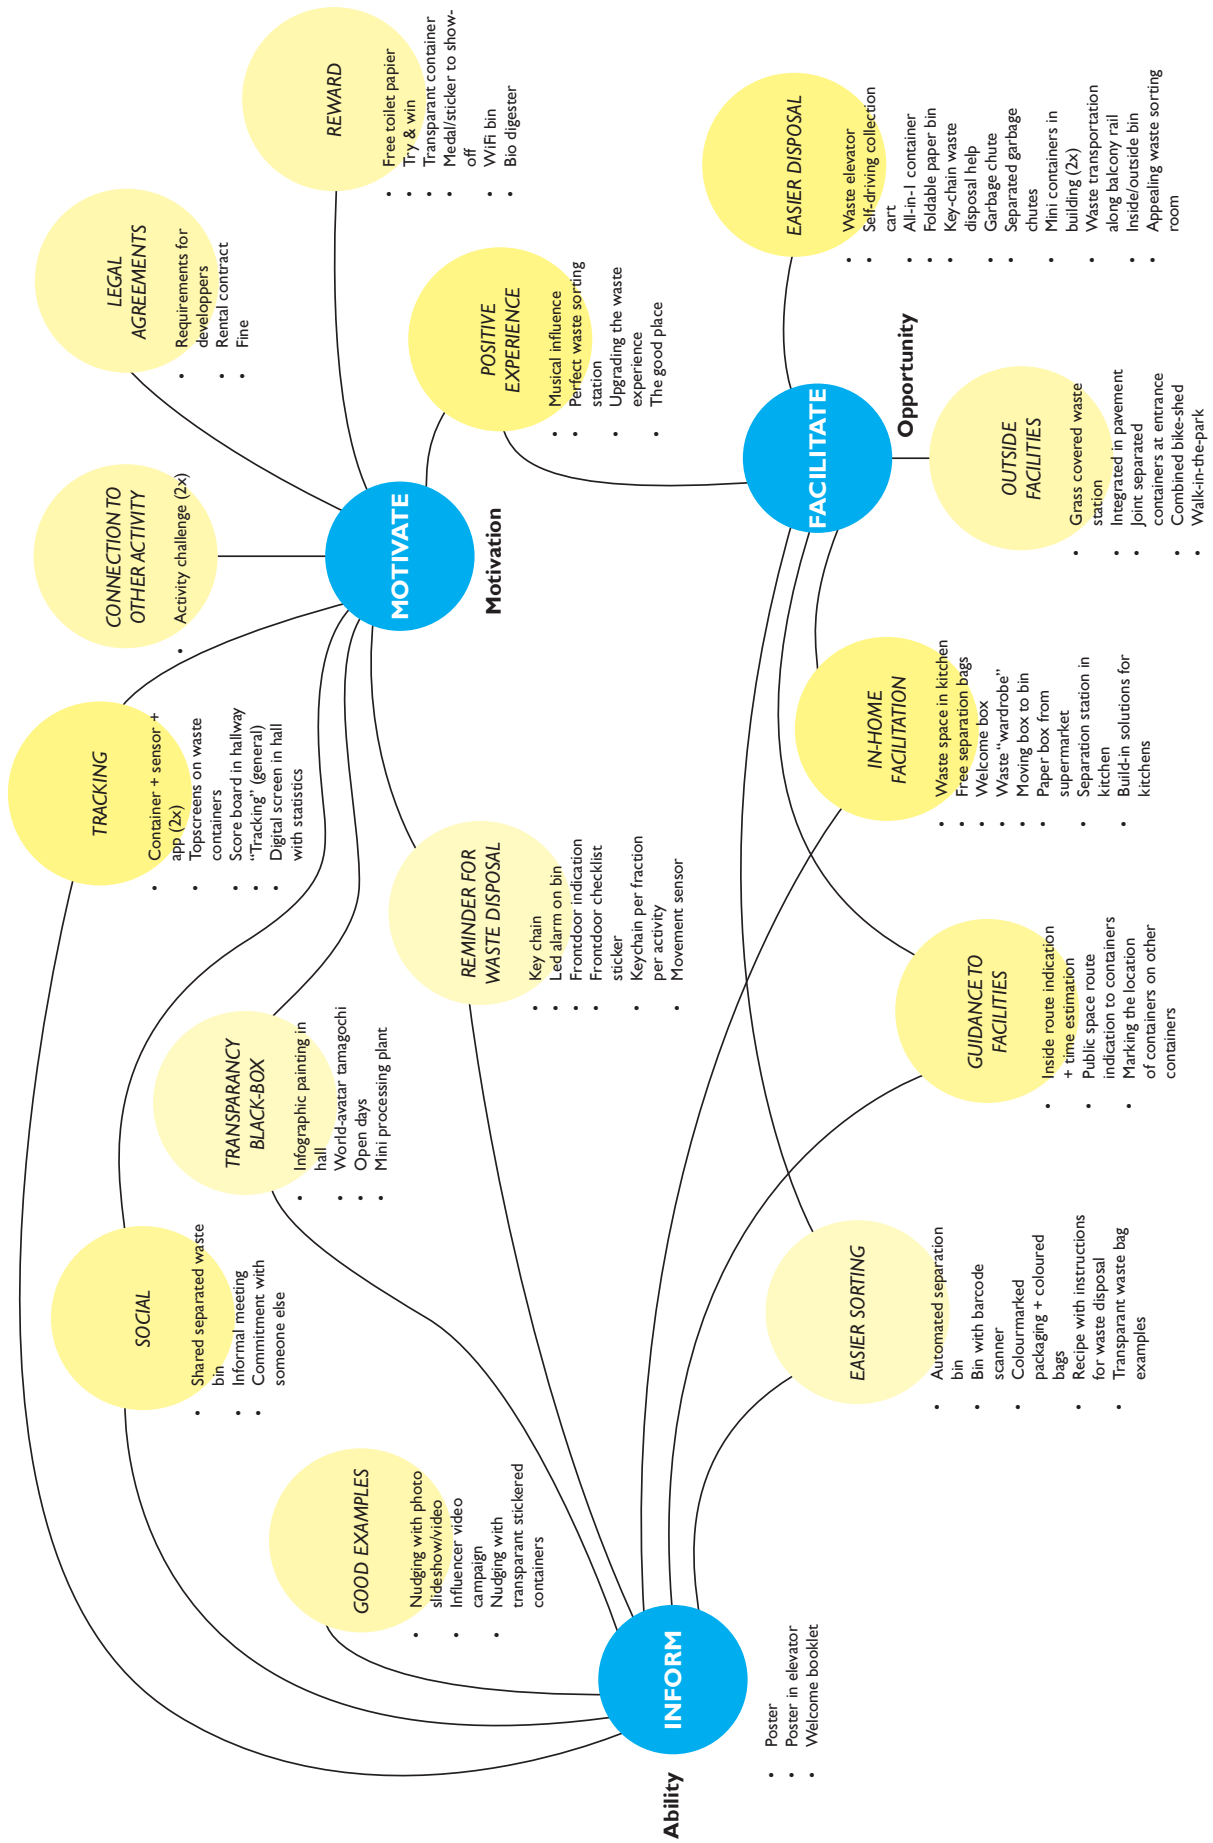 TRACKING
Container + sensor +
app (2x)
Topscreens on waste
containers
Score board in hallway
“Tracking” (general)
Digital screen in hall
with statistics
CONNECTION TO
OTHER ACTIVITY
Activity challenge (2x)
LEGAL
AGREEMENTS
Requirements for
developpers
Rental contract
Fine
REWARD
Free toilet papier
Try & win
Transparant container
Medal/sticker to show-
off
WiFi bin
Bio digester
SOCIAL
Shared separated waste
bin
Informal meeting
Commitment with
someone else
TRANSPARANCY
BLACK-BOX
Infographic painting in
hall
World-avatar tamagochi
Open days
Mini processing plant
MOTIVATE
Motivation
POSITIVE
EXPERIENCE
Musical influence
Perfect waste sorting
station
Upgrading the waste
experience
The good place
GOOD EXAMPLES
Nudging with photo
slideshow/video
Influencer video
campaign
Nudging with
transparant stickered
containers
REMINDER FOR
WASTE DISPOSAL
Key chain
Led alarm on bin
Frontdoor indication
Frontdoor checklist
sticker
Keychain per fraction
per activity
Movement sensor
Ability
INFORM
Poster
Poster in elevator
Welcome booklet
EASIER SORTING
Automated separation
bin
Bin with barcode
scanner
Colourmarked
packaging + coloured
bags
Recipe with instructions
for waste disposal
Transparant waste bag
examples
GUIDANCE TO
FACILITIES
Inside route indication
+ time estimation
Public space route
indication to containers
Marking the location
of containers on other
containers
IN-HOME
FACILITATION
Waste space in kitchen
Free separation bags
Welcome box
Waste “wardrobe”
Moving box to bin
Paper box from
supermarket
Separation station in
kitchen
Build-in solutions for
kitchens
FACILITATE
Opportunity
OUTSIDE
FACILITIES
Grass covered waste
station
Integrated in pavement
Joint separated
containers at entrance
Combined bike-shed
Walk-in-the-park
EASIER DISPOSAL
Waste elevator
Self-driving collection
cart
All-in-1 container
Foldable paper bin
Key-chain waste
disposal help
Garbage chute
Separated garbage
chutes
Mini containers in
building (2x)
Waste transportation
along balcony rail
Inside/outside bin
Appealing waste sorting
room